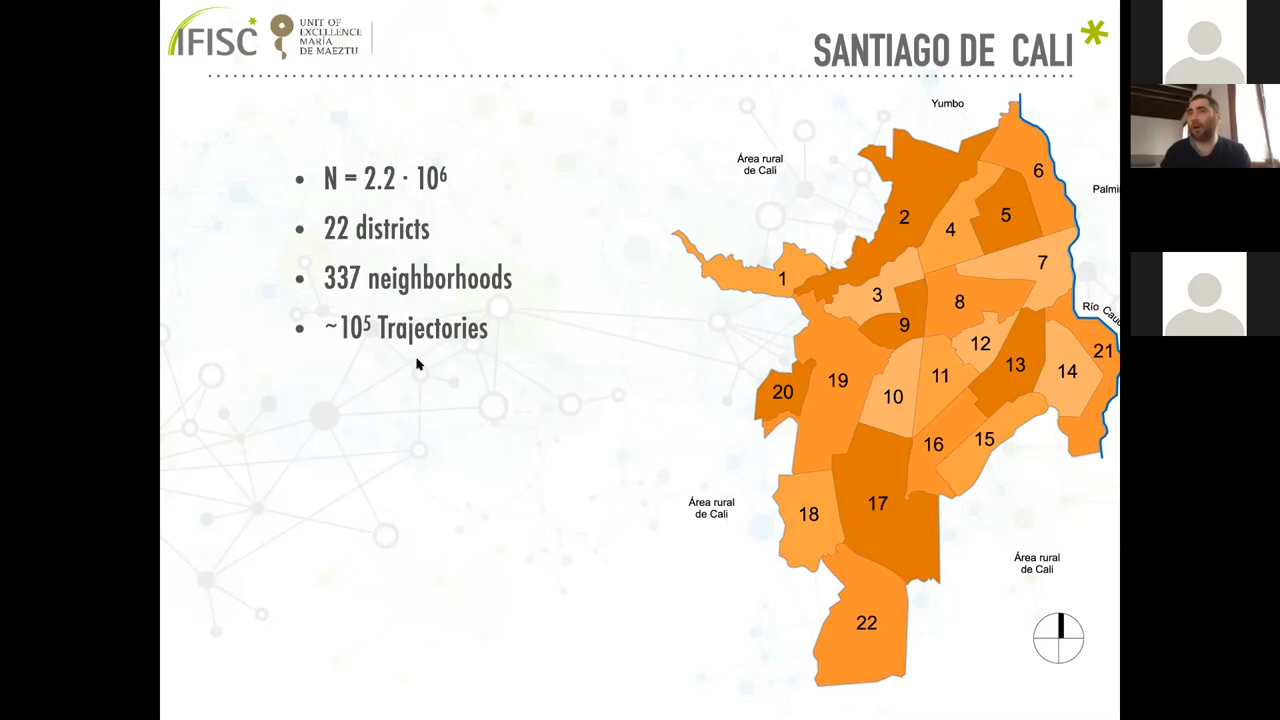 IFISC
UNIT OF
EXCELLENCE
MARÍA
DE MAEZTU
SANTIAGO DE CALI
• N = 2.2 · 10⁶
• 22 districts
• 337 neighborhoods
• ~10⁵ Trajectories
Yumbo
Área rural
de Cali
6
Palmi
2
5
4
7
1
3
8
Río Cauc
9
12
21
13
14
19
11
20
10
15
16
17
Área rural
de Cali
18
Área rural
de Cali
22